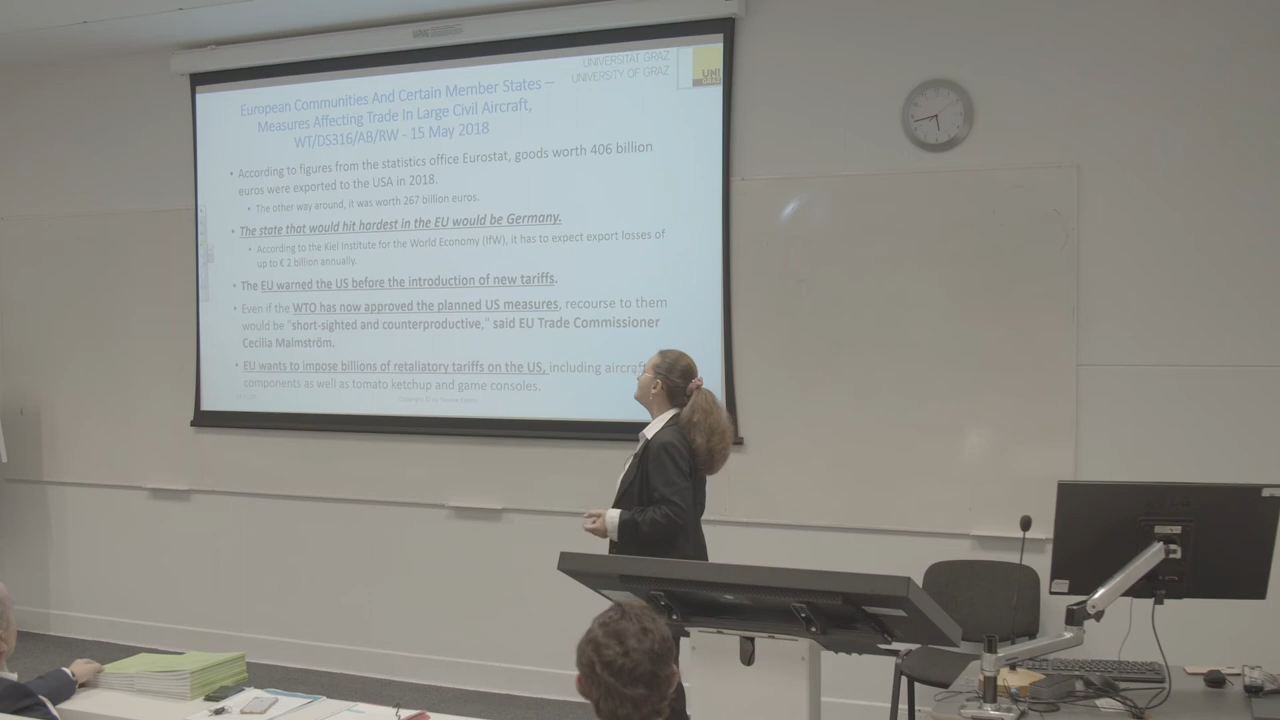 UNIVERSITÄT GRAZ
UNIVERSITY OF GRAZ
UNI
GRAZ
European Communities And Certain Member States –
Measures Affecting Trade In Large Civil Aircraft,
WT/DS316/AB/RW - 15 May 2018
• According to figures from the statistics office Eurostat, goods worth 406 billion
euros were exported to the USA in 2018.
• The other way around, it was worth 267 billion euros.
• The state that would hit hardest in the EU would be Germany.
• According to the Kiel Institute for the World Economy (IfW), it has to expect export losses of
up to € 2 billion annually.
• The EU warned the US before the introduction of new tariffs.
• Even if the WTO has now approved the planned US measures, recourse to them
would be "short-sighted and counterproductive," said EU Trade Commissioner
Cecilia Malmström.
• EU wants to impose billions of retaliatory tariffs on the US, including aircraft
components as well as tomato ketchup and game consoles.